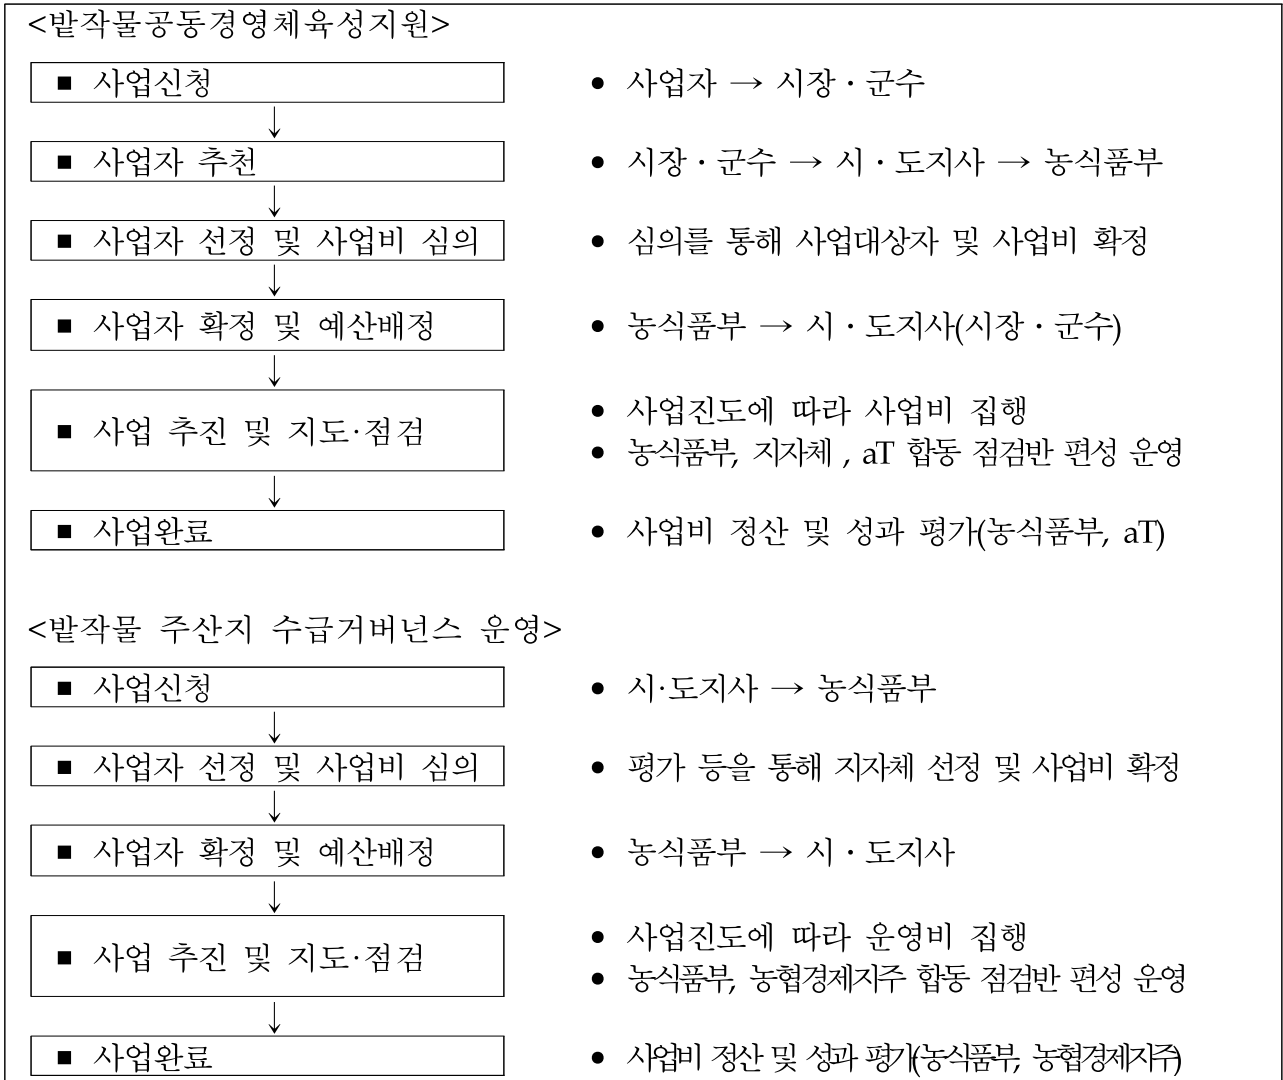 <밭작물공동경영체육성지원>
■ 사업신청 ● 사업자 → 시장·군수
↓
■ 사업자 추천 ● 시장·군수 → 시·도지사 → 농식품부
↓
■ 사업자 선정 및 사업비 심의 ● 심의를 통해 사업대상자 및 사업비 확정
↓
■ 사업자 확정 및 예산배정 ● 농식품부 → 시·도지사(시장·군수)
↓
● 사업진도에 따라 사업비 집행
■ 사업 추진 및 지도·점검
● 농식품부, 지자체 , aT 합동 점검반 편성 운영
↓
■ 사업완료 ● 사업비 정산 및 성과 평가(농식품부, aT)
<밭작물 주산지 수급거버넌스 운영>
■ 사업신청 ● 시·도지사 → 농식품부
↓
■ 사업자 선정 및 사업비 심의 ● 평가 등을 통해 지자체 선정 및 사업비 확정
↓
■ 사업자 확정 및 예산배정 ● 농식품부 → 시·도지사
↓
● 사업진도에 따라 운영비 집행
■ 사업 추진 및 지도·점검
● 농식품부, 농협경제지주 합동 점검반 편성 운영
↓
■ 사업완료 ● 사업비 정산 및 성과 평가(농식품부, 농협경제지주)